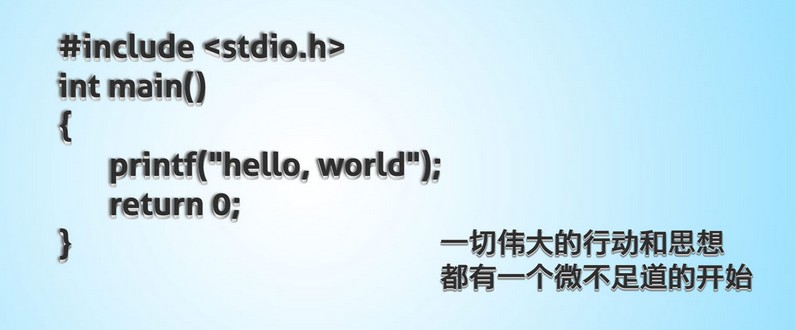 #include <stdio.h>
int main()
{
printf("hello, world");
return 0;
}
一切伟大的行动和思想
都有一个微不足道的开始